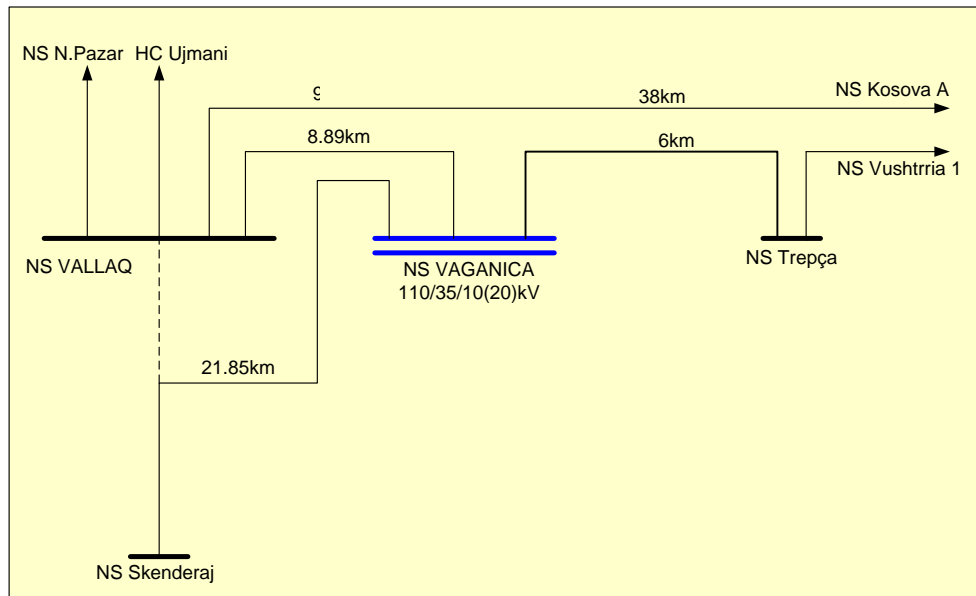 NS N.Pazar HC Ujmani
38km
NS Kosova A
8.89km
6km
NS Vushtrria 1
NS VALLAQ
NS VAGANICA
110/35/10(20)kV
NS Trepça
21.85km
NS Skenderaj